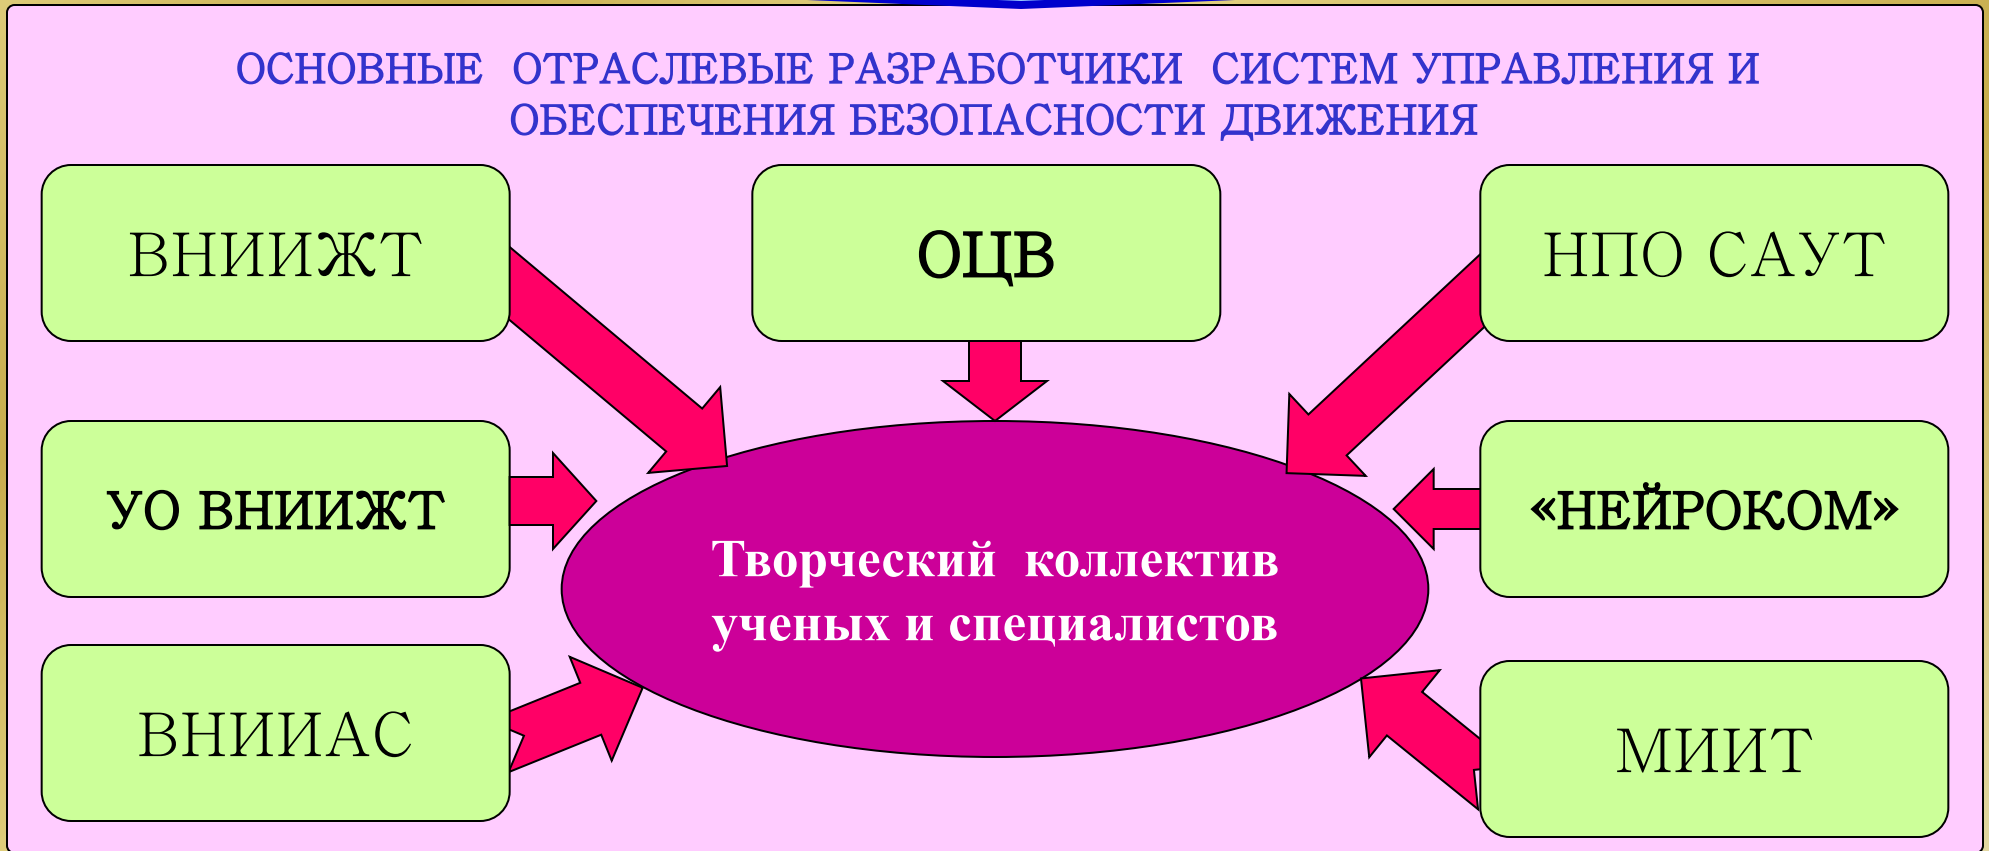 ОСНОВНЫЕ ОТРАСЛЕВЫЕ РАЗРАБОТЧИКИ СИСТЕМ УПРАВЛЕНИЯ И
ОБЕСПЕЧЕНИЯ БЕЗОПАСНОСТИ ДВИЖЕНИЯ
ВНИИЖТ
ОЦВ
НПО САУТ
УО ВНИИЖТ
«НЕЙРОКОМ»
Творческий коллектив
ученых и специалистов
ВНИИАС
МИИТ